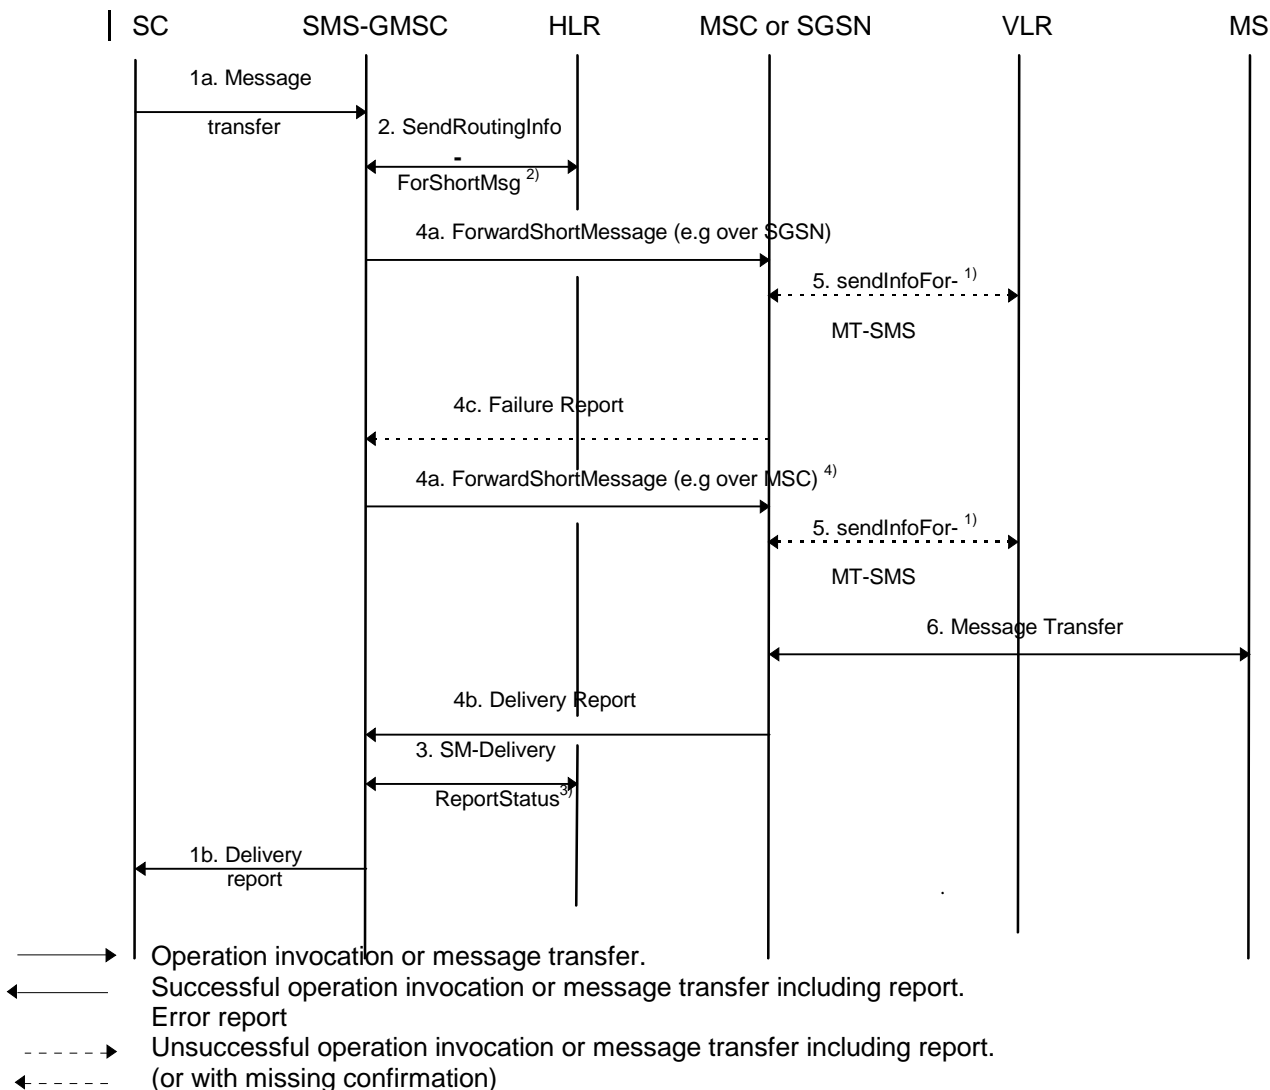 SC SMS-GMSC HLR MSC or SGSN VLR MS
1a. Message
transfer
2. SendRoutingInfo
-
ForShortMsg 2)
4a. ForwardShortMessage (e.g over SGSN)
5. sendInfoFor- 1)
MT-SMS
4c. Failure Report
4a. ForwardShortMessage (e.g over MSC) 4)
5. sendInfoFor- 1)
MT-SMS
6. Message Transfer
4b. Delivery Report
3. SM-Delivery
ReportStatus3)
1b. Delivery
report
.
Operation invocation or message transfer.
Successful operation invocation or message transfer including report.
Error report
Unsuccessful operation invocation or message transfer including report.
(or with missing confirmation)